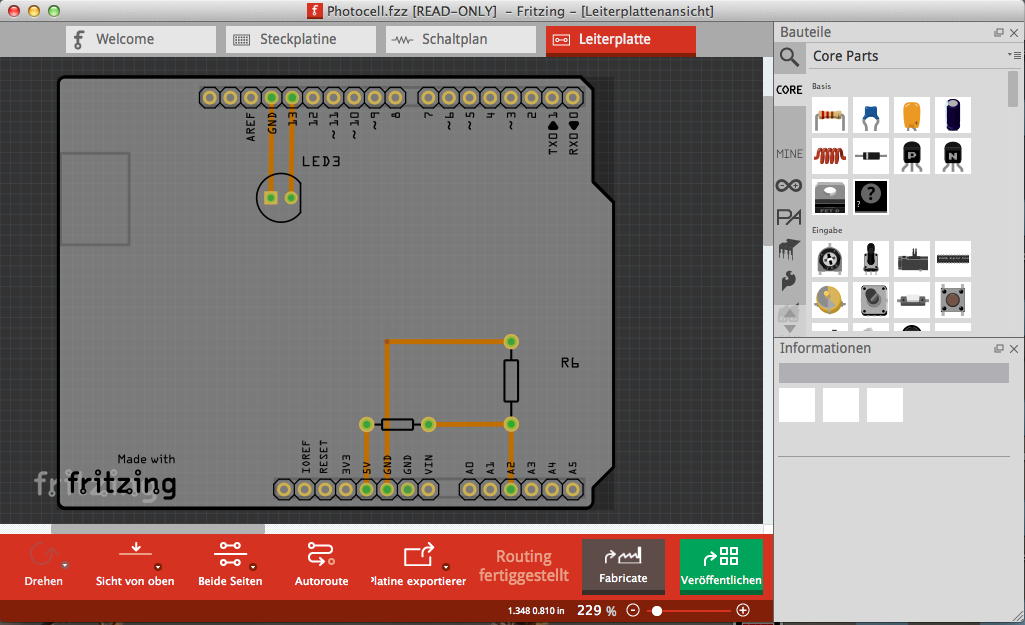 Photocell.fzz [READ-ONLY] - Fritzing - [Leiterplattenansicht]
Welcome
Steckplatine
Schaltplan
Leiterplatte
Bauteile
Core Parts
CORE
MINE
Basis
Eingabe
AREF
GND
13
12
~11
~10
~9
8
7
~6
~5
4
~3
2
TX0▶1
RX0◀0
LED3
R6
IOREF
RESET
3V3
5V
GND
GND
VIN
A0
A1
A2
A3
A4
A5
Made with
fritzing
fritzing
Informationen
Drehen
Sicht von oben
Beide Seiten
Autoroute
Platine exportieren
Routing
fertiggestellt
Fabricate
Veröffentlichen
1.348 0.810 in
229 %